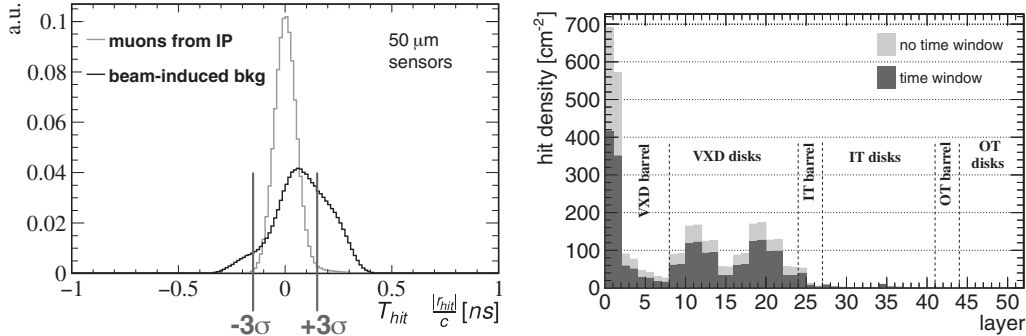 a.u.
0.1
0.08
0.06
0.04
0.02
0
muons from IP
beam-induced bkg
50 μm
sensors
-1
-0.5
0
0.5
1
-3σ
+3σ
T_hit |r_hit|/c [ns]
hit density [cm⁻²]
700
600
500
400
300
200
100
0
no time window
time window
VXD barrel
VXD disks
IT barrel
IT disks
OT barrel
OT
disks
0 5 10 15 20 25 30 35 40 45 50
layer